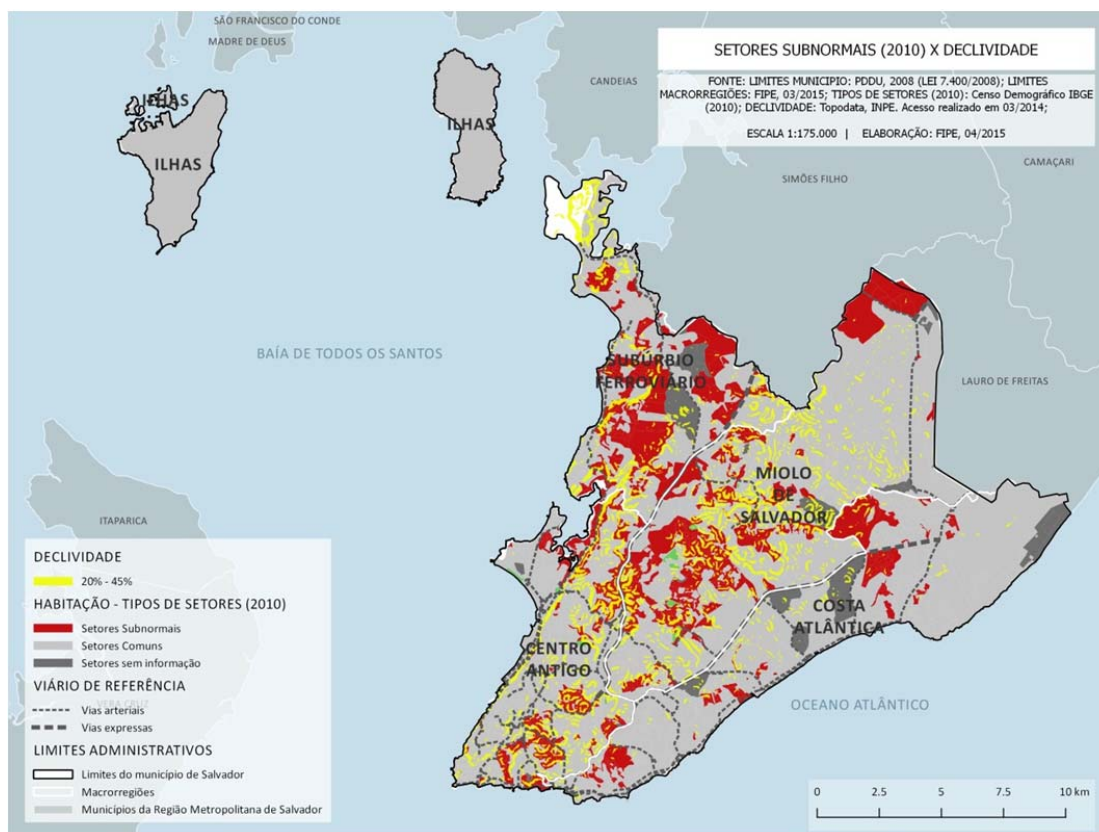 SÃO FRANCISCO DO CONDE
MADRE DE DEUS
SETORES SUBNORMAIS (2010) X DECLIVIDADE
FONTE: LIMITES MUNICIPIO: PDDU, 2008 (LEI 7.400/2008); LIMITES
MACRORREGIÕES: FIPE, 03/2015; TIPOS DE SETORES (2010): Censo Demográfico IBGE
(2010); DECLIVIDADE: Topodata, INPE. Acesso realizado em 03/2014;
ESCALA 1:175.000 | ELABORAÇÃO: FIPE, 04/2015
CANDEIAS
ILHAS
ILHAS
ILHAS
CAMAÇARI
SIMÕES FILHO
BAÍA DE TODOS OS SANTOS
SUBÚRBIO
FERROVIÁRIO
LAURO DE FREITAS
MIOLO
DE
SALVADOR
ITAPARICA
COSTA
ATLÂNTICA
CENTRO
ANTIGO
OCEANO ATLÂNTICO
DECLIVIDADE
20% - 45%
HABITAÇÃO - TIPOS DE SETORES (2010)
Setores Subnormais
Setores Comuns
Setores sem informação
VIÁRIO DE REFERÊNCIA
VERA CRUZ
Vias arteriais
Vias expressas
LIMITES ADMINISTRATIVOS
Limites do município de Salvador
Macrorregiões
Municípios da Região Metropolitana de Salvador
0 2.5 5 7.5 10 km